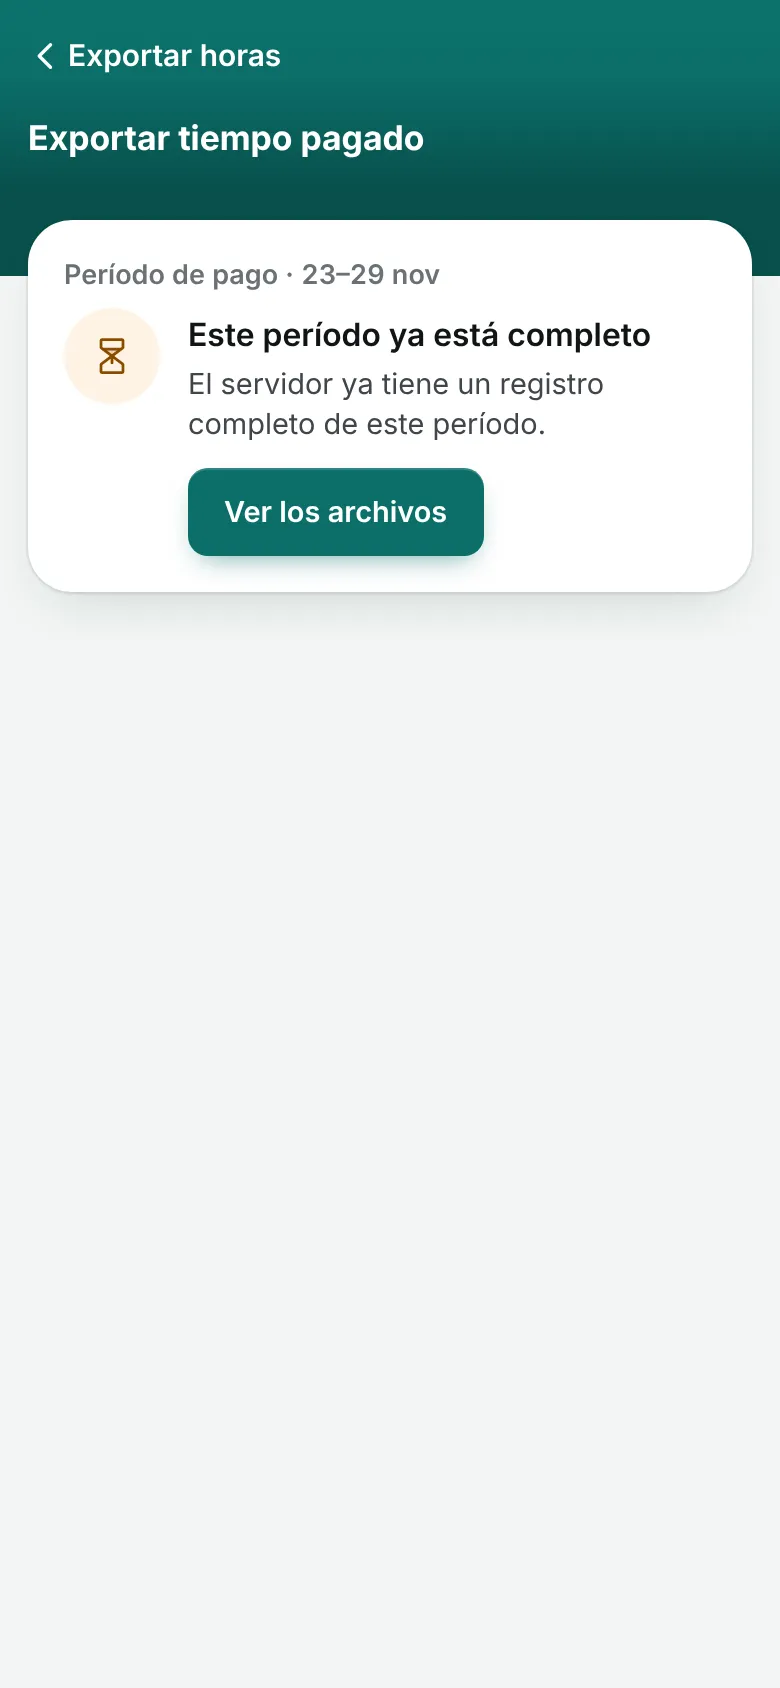 Exportar horas
Exportar tiempo pagado
Período de pago · 23–29 nov
Este período ya está completo
El servidor ya tiene un registro
completo de este período.
Ver los archivos